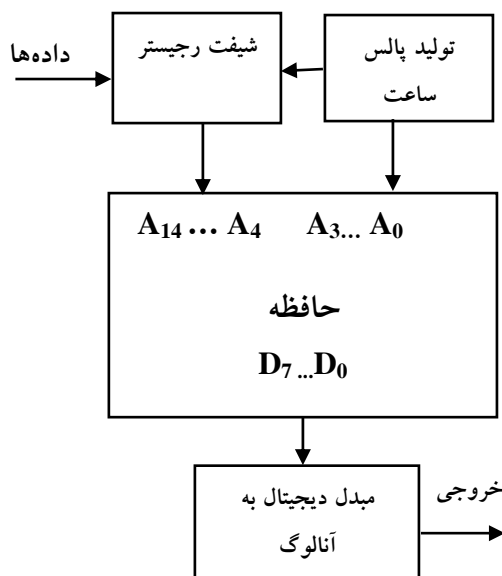 داده‌ها
شیفت رجیستر
تولید پالس
ساعت
A14 ... A4 A3... A0
حافظه
D7 ...D0
مبدل دیجیتال به
آنالوگ
خروجی